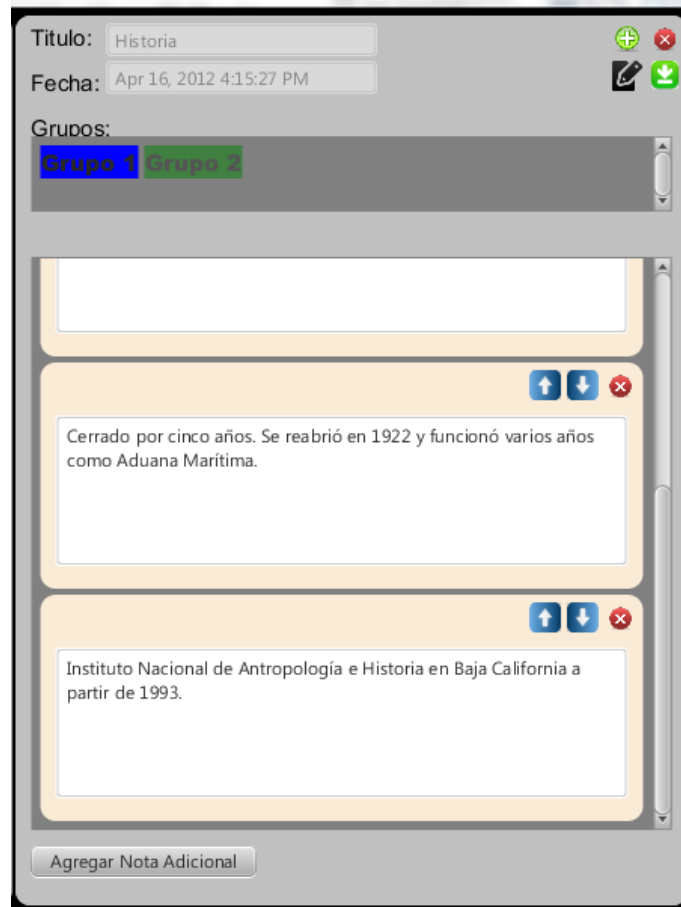 Titulo: Historia
Fecha: Apr 16, 2012 4:15:27 PM
Grupos:
Grupo 1 Grupo 2
Cerrado por cinco años. Se reabrió en 1922 y funcionó varios años
como Aduana Marítima.
Instituto Nacional de Antropología e Historia en Baja California a
partir de 1993.
Agregar Nota Adicional